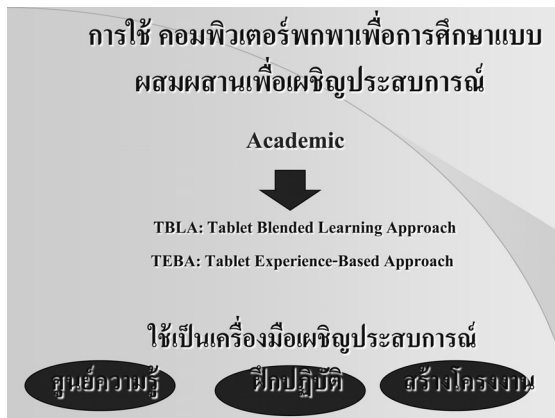 การใช้ คอมพิวเตอร์พกพาเพื่อการศึกษาแบบ
ผสมผสานเพื่อเผชิญประสบการณ์
Academic
TBLA: Tablet Blended Learning Approach
TEBA: Tablet Experience-Based Approach
ใช้เป็นเครื่องมือเผชิญประสบการณ์
ศูนย์ความรู้ ฝึกปฏิบัติ สร้างโครงงาน